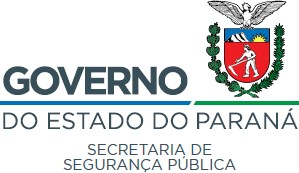 GOVERNO
DO ESTADO DO PARANÁ
SECRETARIA DE
SEGURANÇA PÚBLICA